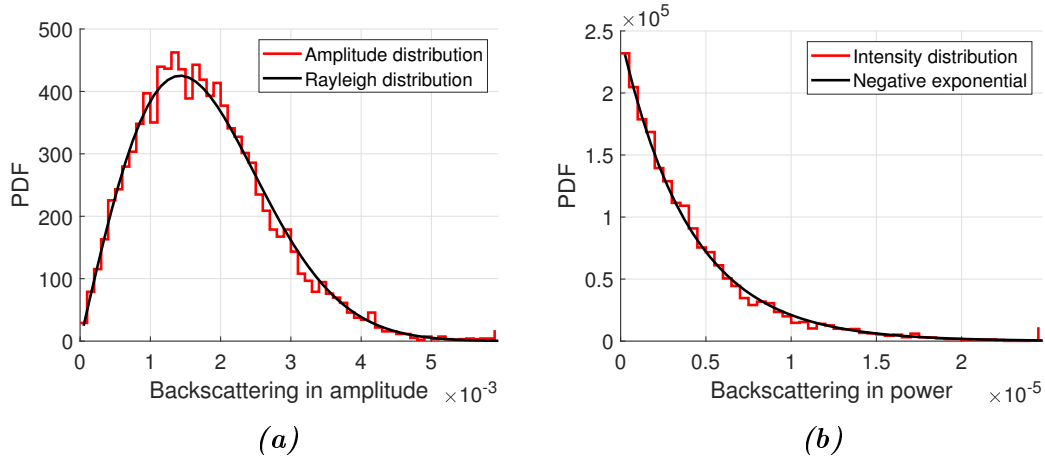 500
400
300
200
100
0
PDF
0 1 2 3 4 5
Backscattering in amplitude ×10⁻³
Amplitude distribution
Rayleigh distribution
(a)
×10⁵
2.5
2
1.5
1
0.5
0
PDF
0 0.5 1 1.5 2
Backscattering in power ×10⁻⁵
Intensity distribution
Negative exponential
(b)